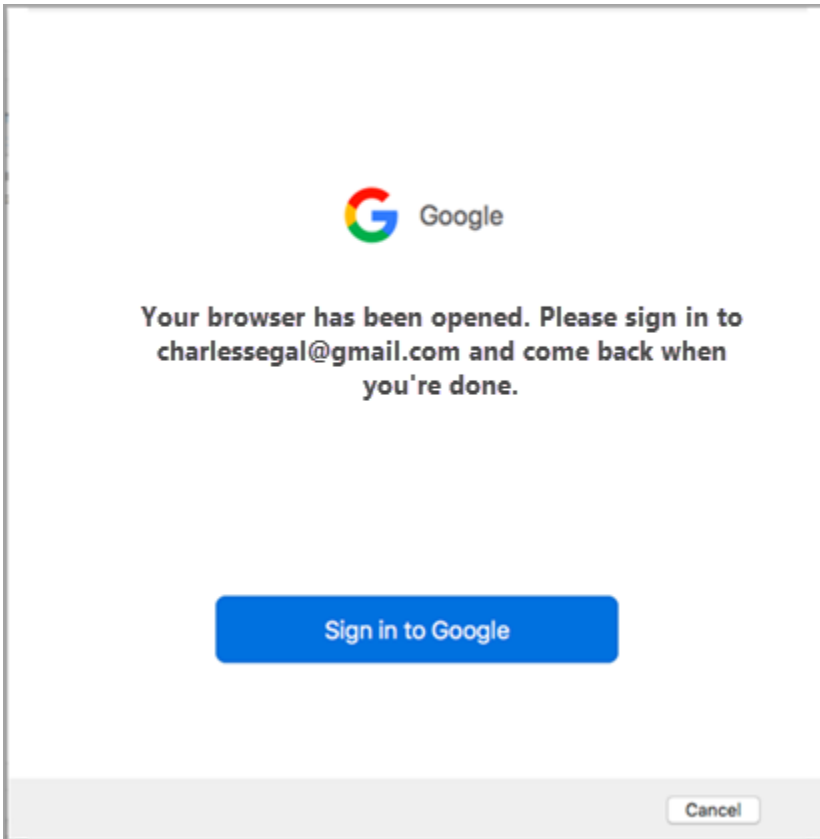 Google
Your browser has been opened. Please sign in to
charlessegal@gmail.com and come back when
you're done.
Sign in to Google
Cancel